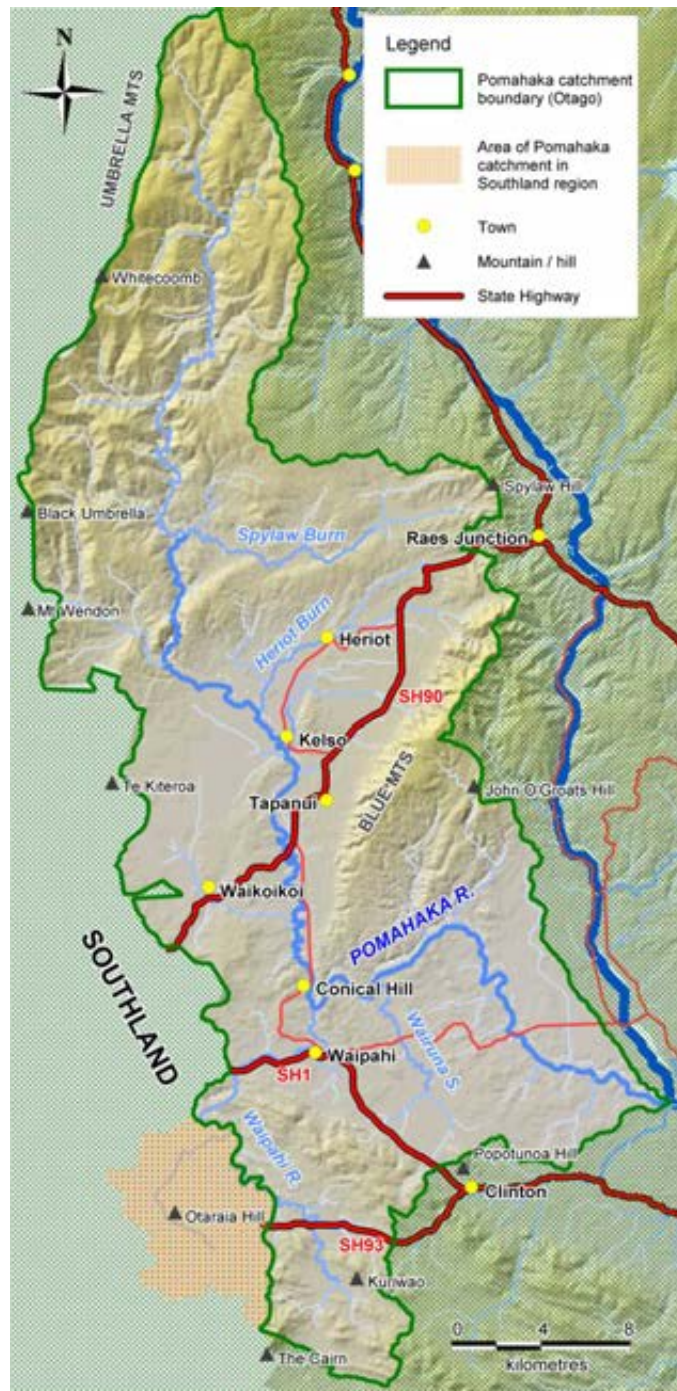 N
Legend
Pomahaka catchment
boundary (Otago)
Area of Pomahaka
catchment in
Southland region
Town
Mountain / hill
State Highway
UMBRELLA MTS
Whitecoomb
Spylaw Hill
Black Umbrella
Spylaw Burn
Raes Junction
Mt Wendon
Heriot Burn
Heriot
SH90
Kelso
Te Kiteroa
Tapanui
BLUE MTS
John O'Groats Hill
Waikoikoi
POMAHAKA R.
SOUTHLAND
Conical Hill
Wairuna S.
Waipahi
SH1
Waipahi R.
Popotunoa Hill
Clinton
Otaraia Hill
SH93
Kuriwao
The Cairn
0 4 8
kilometres